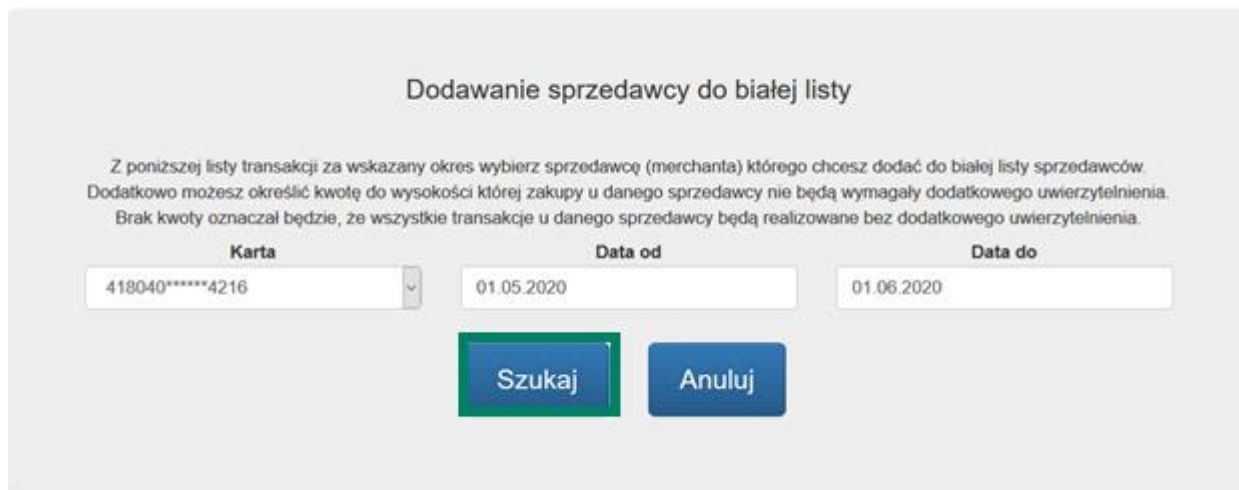 Dodawanie sprzedawcy do białej listy
Z poniższej listy transakcji za wskazany okres wybierz sprzedawcę (merchanta) którego chcesz dodać do białej listy sprzedawców.
Dodatkowo możesz określić kwotę do wysokości której zakupy u danego sprzedawcy nie będą wymagały dodatkowego uwierzytelnienia.
Brak kwoty oznaczał będzie, że wszystkie transakcje u danego sprzedawcy będą realizowane bez dodatkowego uwierzytelnienia.
Karta Data od Data do
418040******4216 01.05.2020 01.06.2020
Szukaj Anuluj